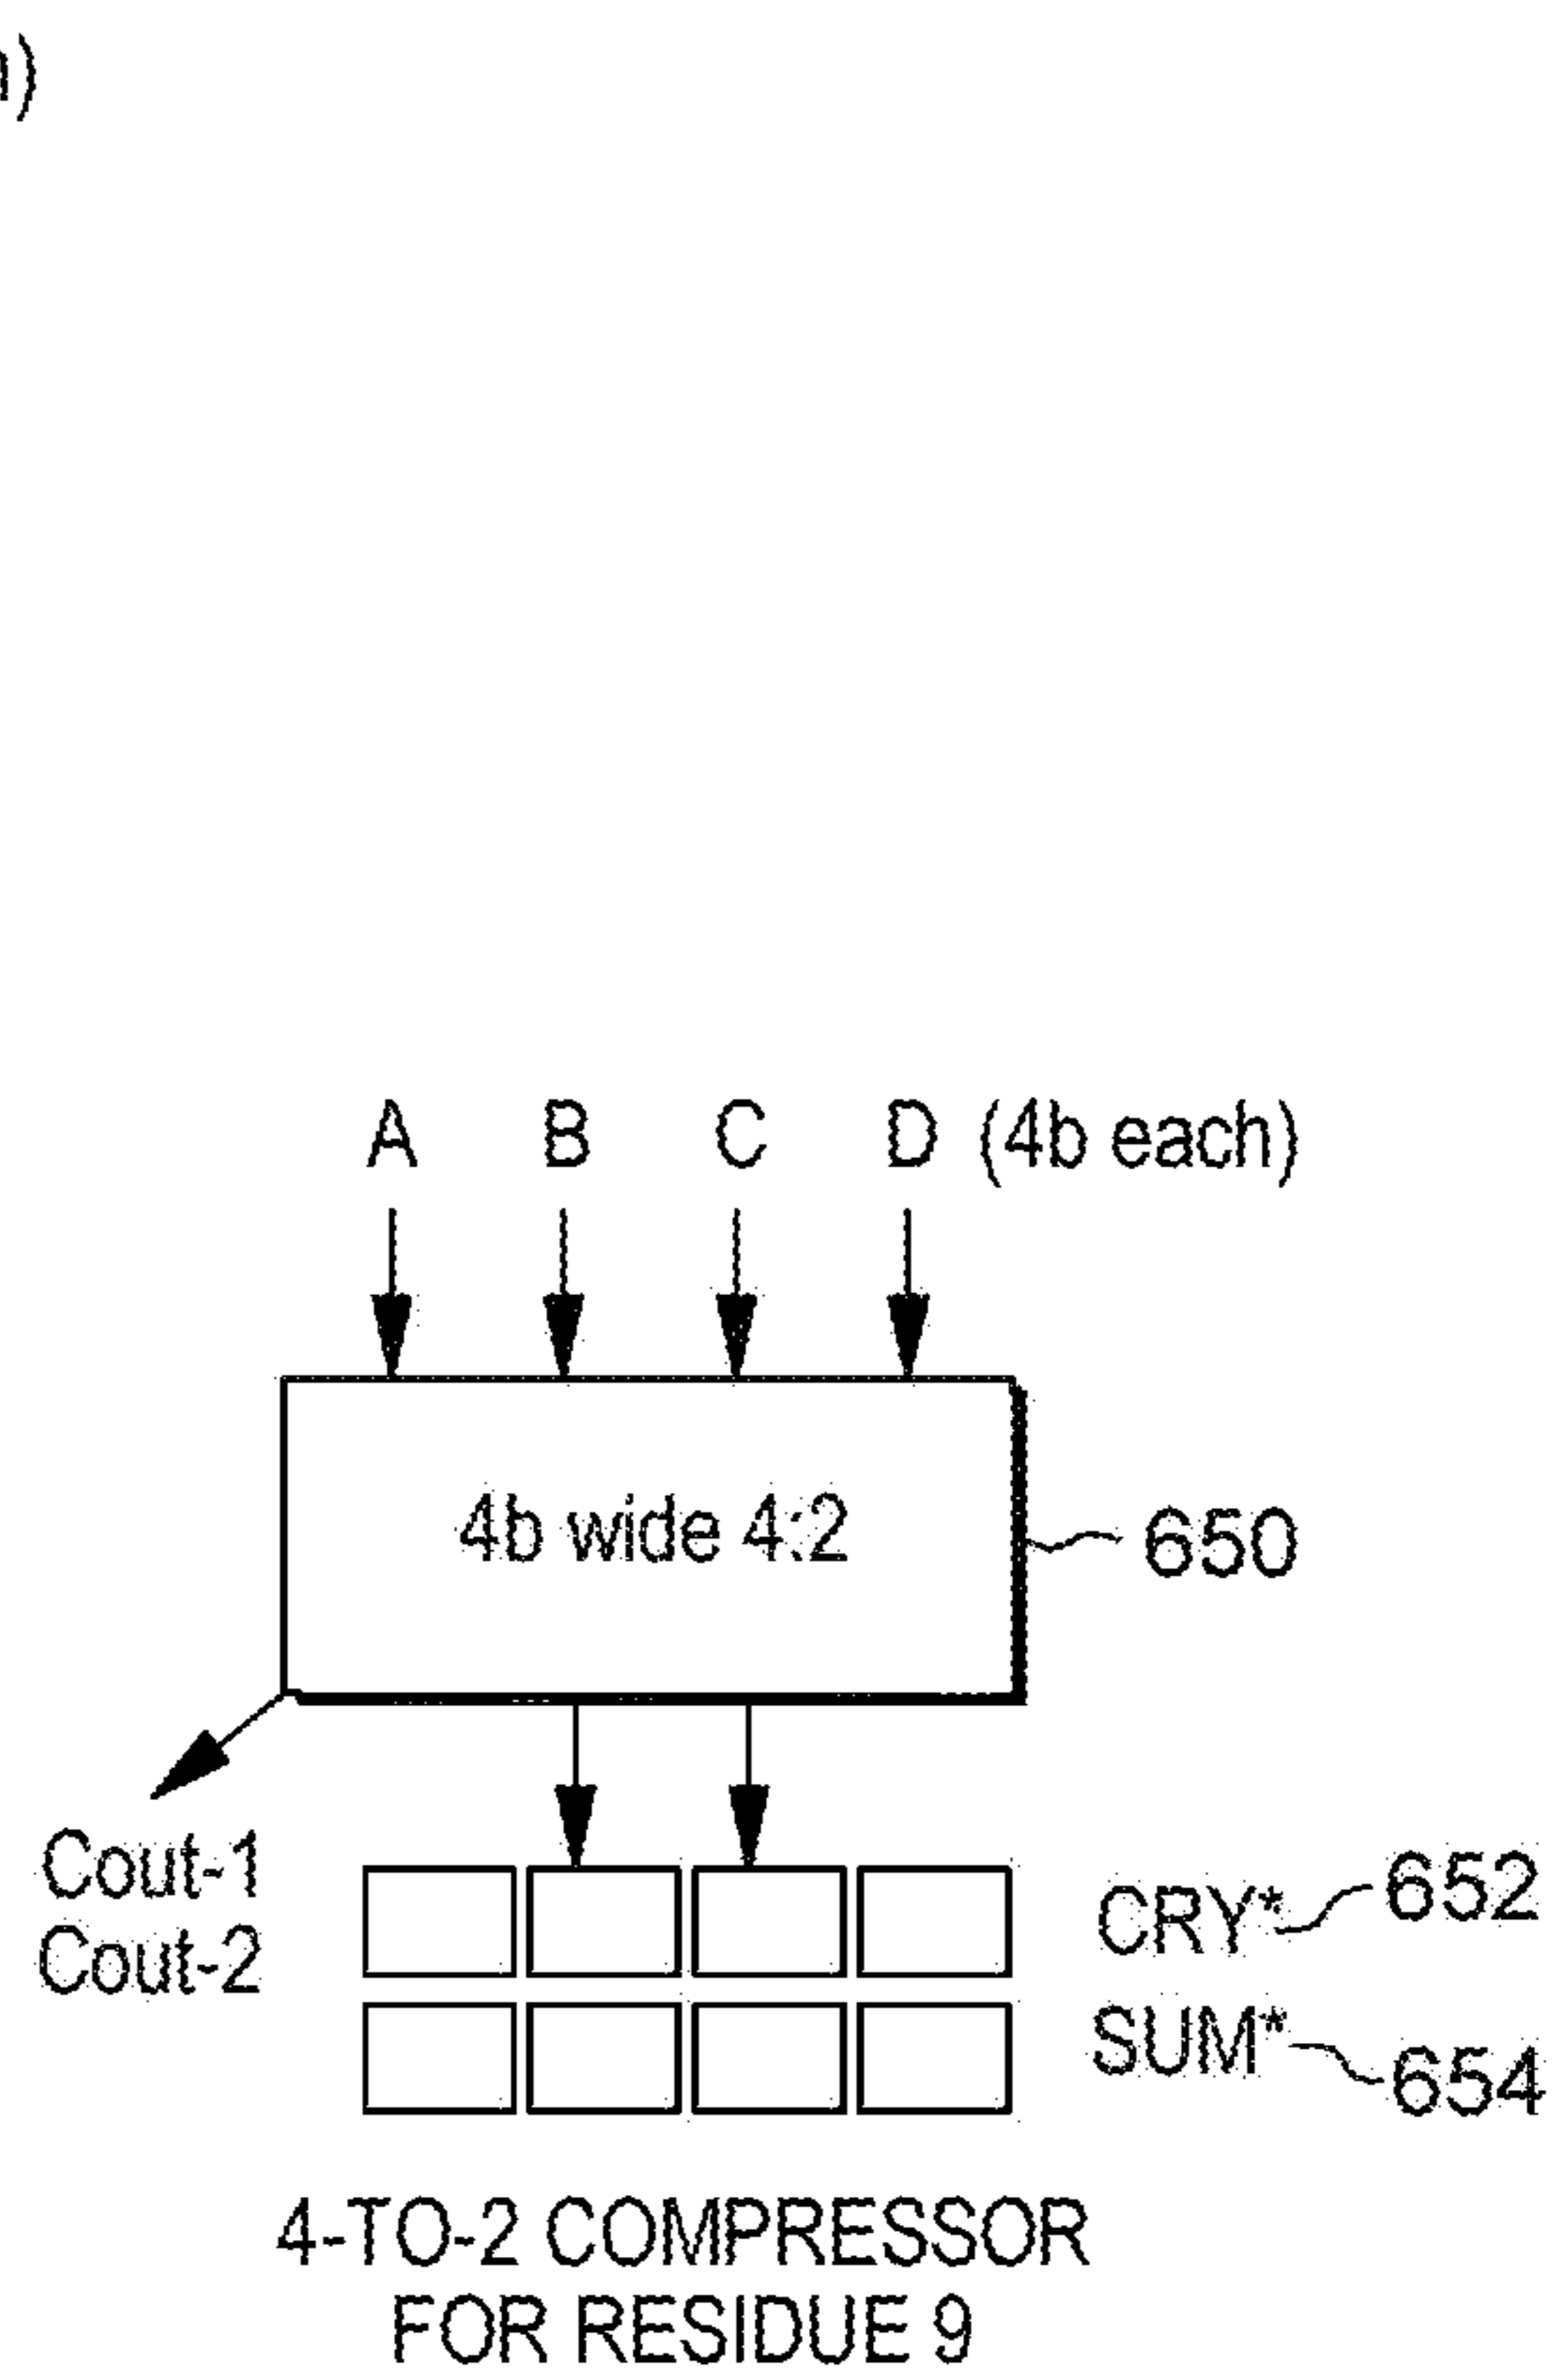 )
A B C D (4b each)
4b wide 4:2
650
Cout-1
Cout-2
CRY* 652
SUM* 654
4-TO-2 COMPRESSOR
FOR RESIDUE 9